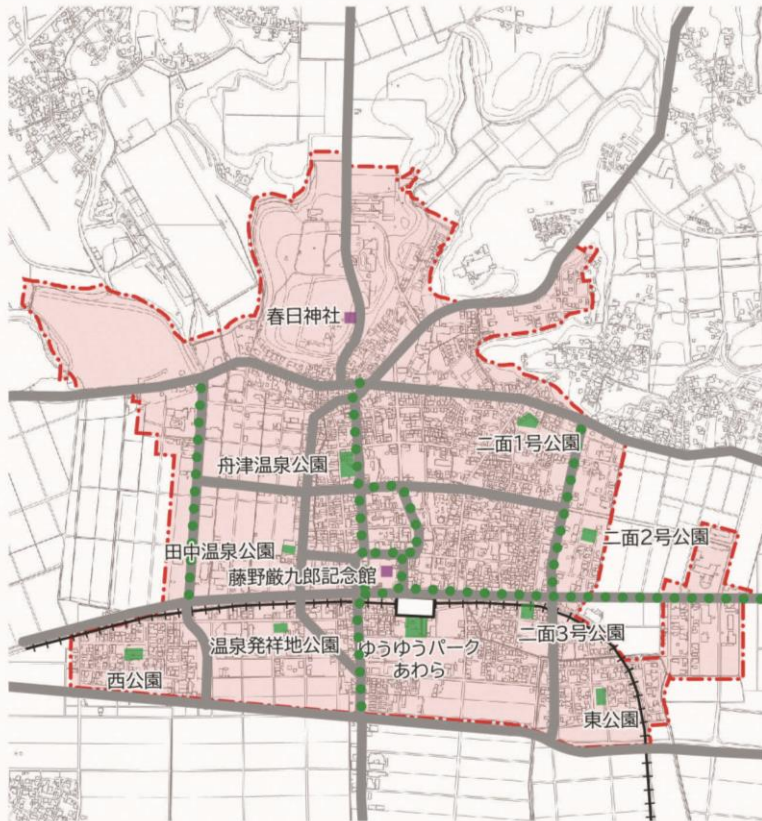 春日神社
二面1号公園
舟津温泉公園
二面2号公園
田中温泉公園
藤野厳九郎記念館
二面3号公園
温泉発祥地公園
ゆうゆうパーク
あわら
西公園
東公園